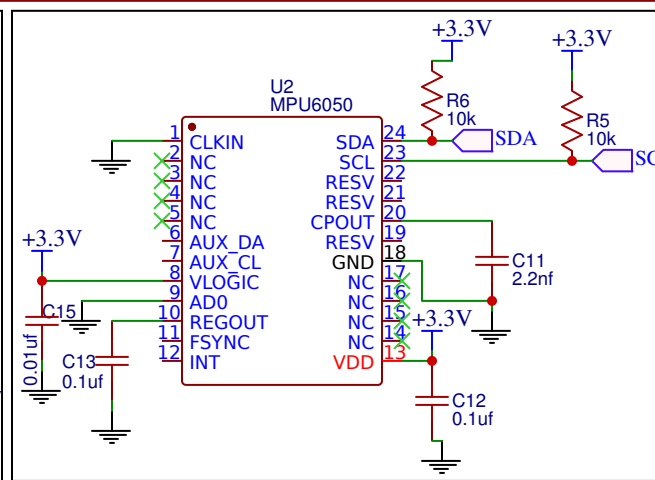 +3.3V
+3.3V
U2
MPU6050
R6
10k
R5
10k
SDA
1 CLKIN
2 NC
3 NC
4 NC
5 NC
6 AUX_DA
7 AUX_CL
8 VLOGIC
9 AD0
10 REGOUT
11 FSYNC
12 INT
SDA 24
SCL 23
RESV 22
RESV 21
CPOUT 20
RESV 19
GND 18
NC 17
NC 16
NC 15
NC 14
VDD 13
+3.3V
C15
0.01uf
C13
0.1uf
C11
2.2nf
+3.3V
C12
0.1uf